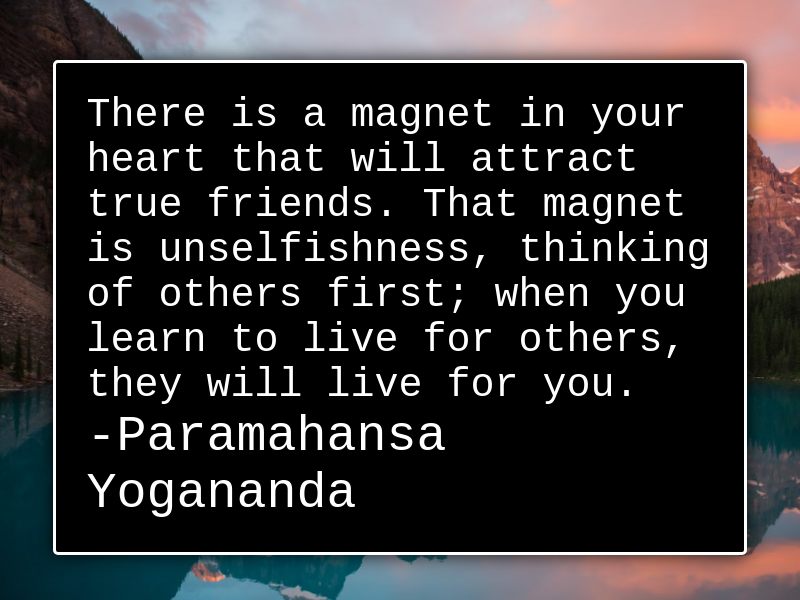 There is a magnet in your
heart that will attract
true friends. That magnet
is unselfishness, thinking
of others first; when you
learn to live for others,
they will live for you.
-Paramahansa
Yogananda